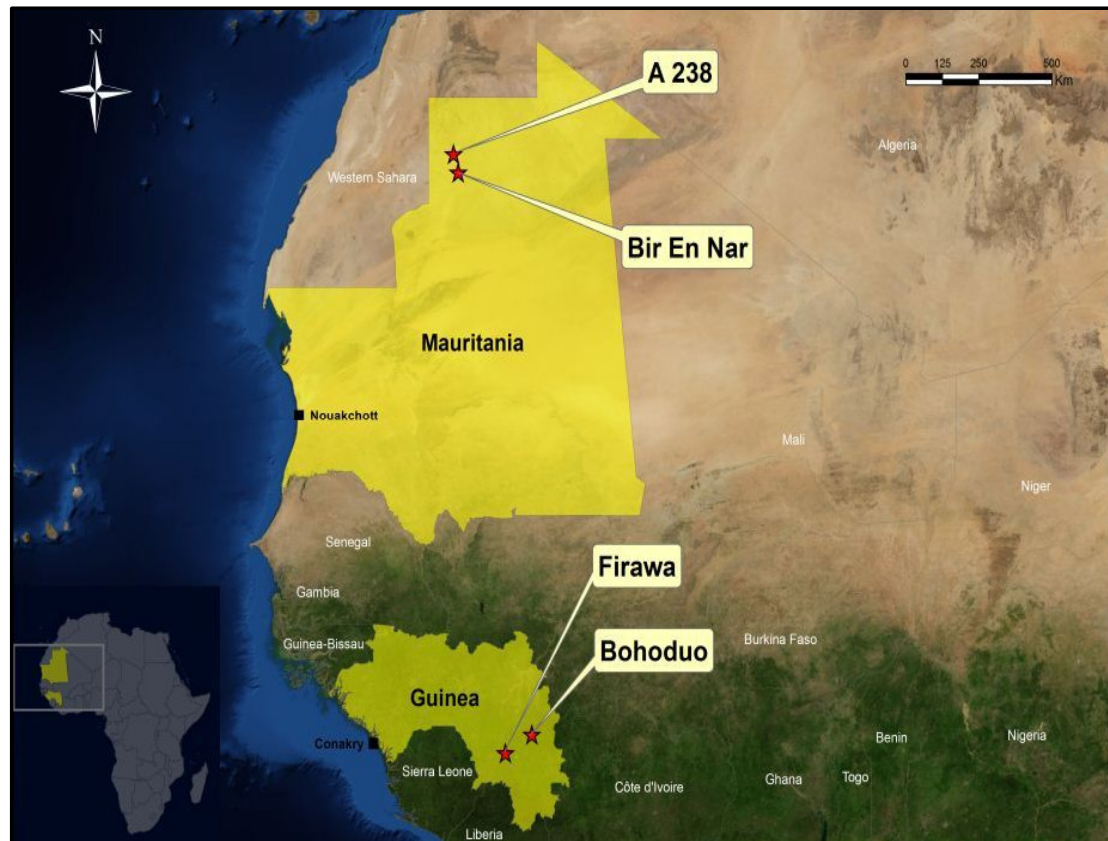 N
A 238
0 125 250 500
Km
Algeria
Western Sahara
Bir En Nar
Mauritania
Nouakchott
Mali
Niger
Senegal
Firawa
Gambia
Guinea-Bissau
Burkina Faso
Bohoduo
Guinea
Conakry
Benin
Nigeria
Sierra Leone
Ghana
Togo
Côte d'Ivoire
Liberia